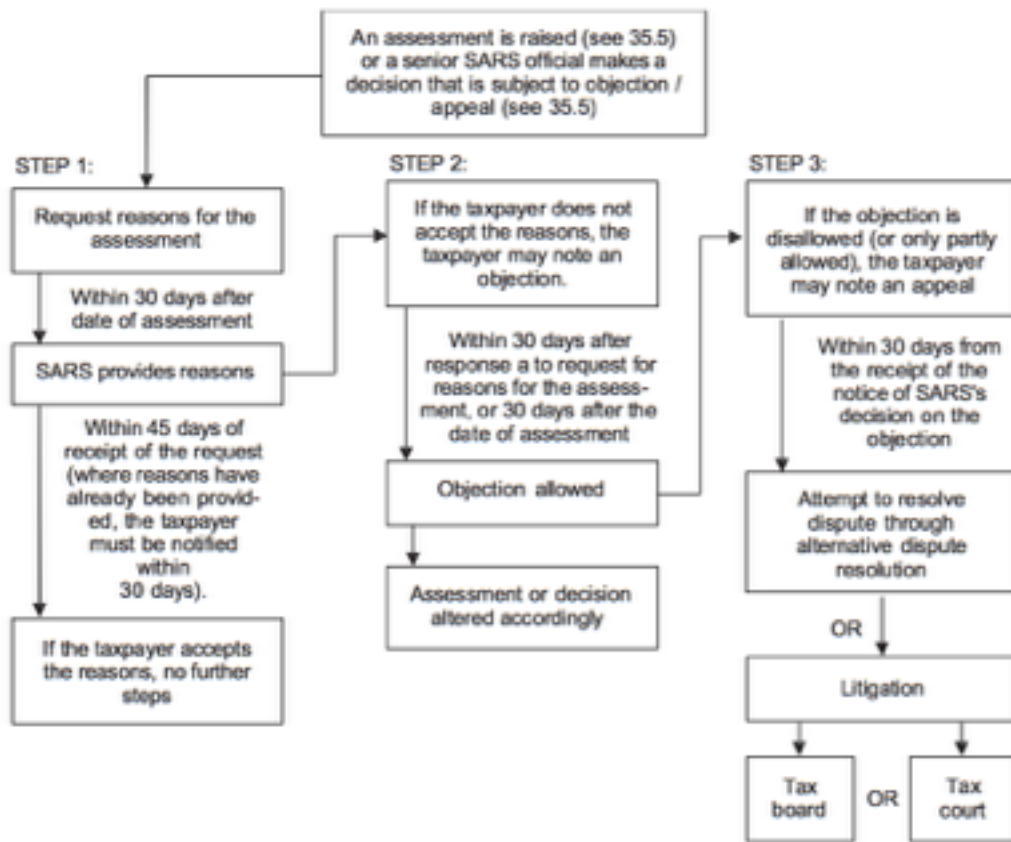 An assessment is raised (see 35.5)
or a senior SARS official makes a
decision that is subject to objection /
appeal (see 35.5)
STEP 1:
Request reasons for the
assessment
Within 30 days after
date of assessment
SARS provides reasons
Within 45 days of
receipt of the request
(where reasons have
already been provid-
ed, the taxpayer
must be notified
within
30 days).
If the taxpayer accepts
the reasons, no further
steps
STEP 2:
If the taxpayer does not
accept the reasons, the
taxpayer may note an
objection.
Within 30 days after
response a to request for
reasons for the assess-
ment, or 30 days after the
date of assessment
Objection allowed
Assessment or decision
altered accordingly
STEP 3:
If the objection is
disallowed (or only partly
allowed), the taxpayer
may note an appeal
Within 30 days from
the receipt of the
notice of SARS's
decision on the
objection
Attempt to resolve
dispute through
alternative dispute
resolution
OR
Litigation
Tax
board
OR
Tax
court